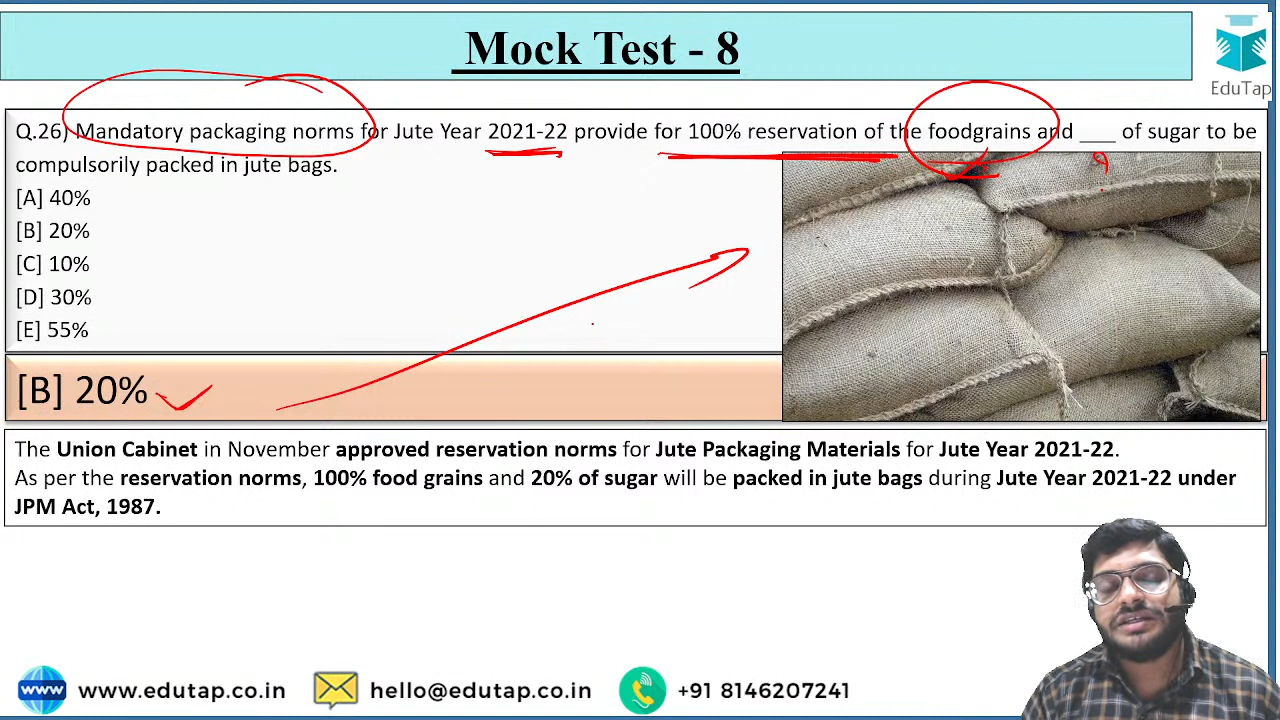 Mock Test - 8
EduTap
Q.26) Mandatory packaging norms for Jute Year 2021-22 provide for 100% reservation of the foodgrains and ___ of sugar to be
compulsorily packed in jute bags.
[A] 40%
[B] 20%
[C] 10%
[D] 30%
[E] 55%
[B] 20%
The Union Cabinet in November approved reservation norms for Jute Packaging Materials for Jute Year 2021-22.
As per the reservation norms, 100% food grains and 20% of sugar will be packed in jute bags during Jute Year 2021-22 under
JPM Act, 1987.
www www.edutap.co.in hello@edutap.co.in +91 8146207241